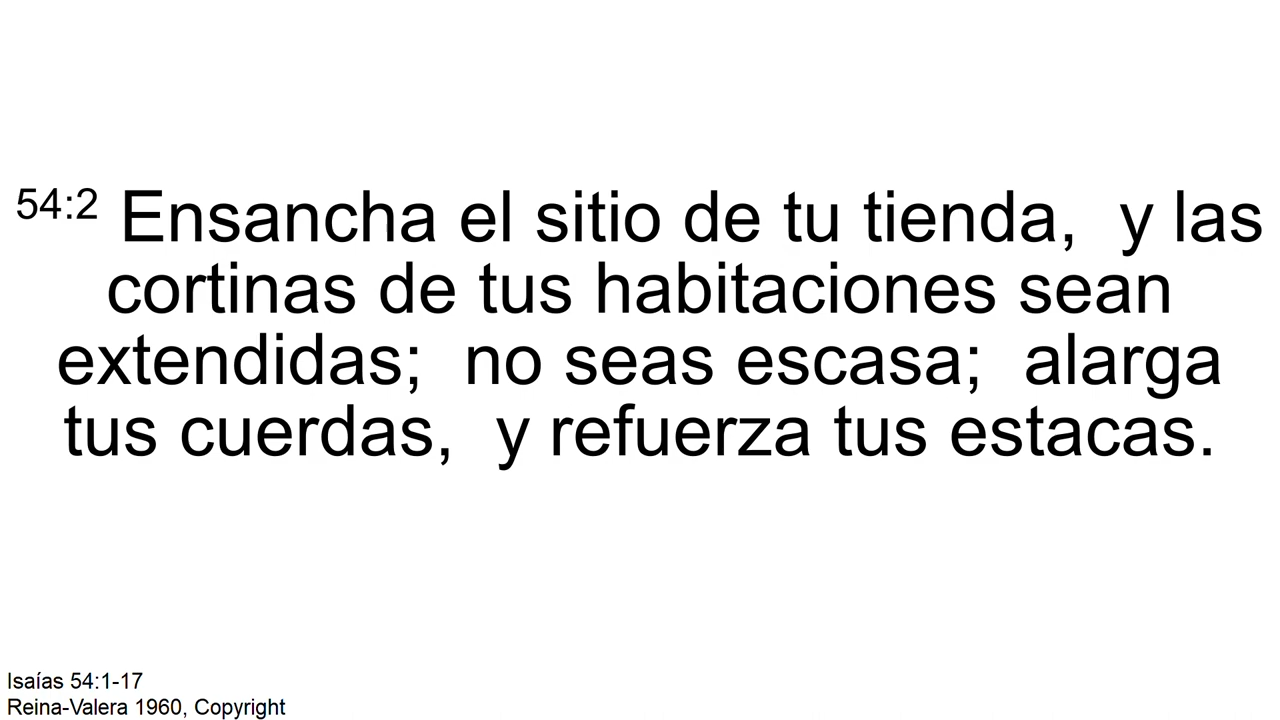 54:2 Ensancha el sitio de tu tienda, y las
cortinas de tus habitaciones sean
extendidas; no seas escasa; alarga
tus cuerdas, y refuerza tus estacas.
Isaías 54:1-17
Reina-Valera 1960, Copyright